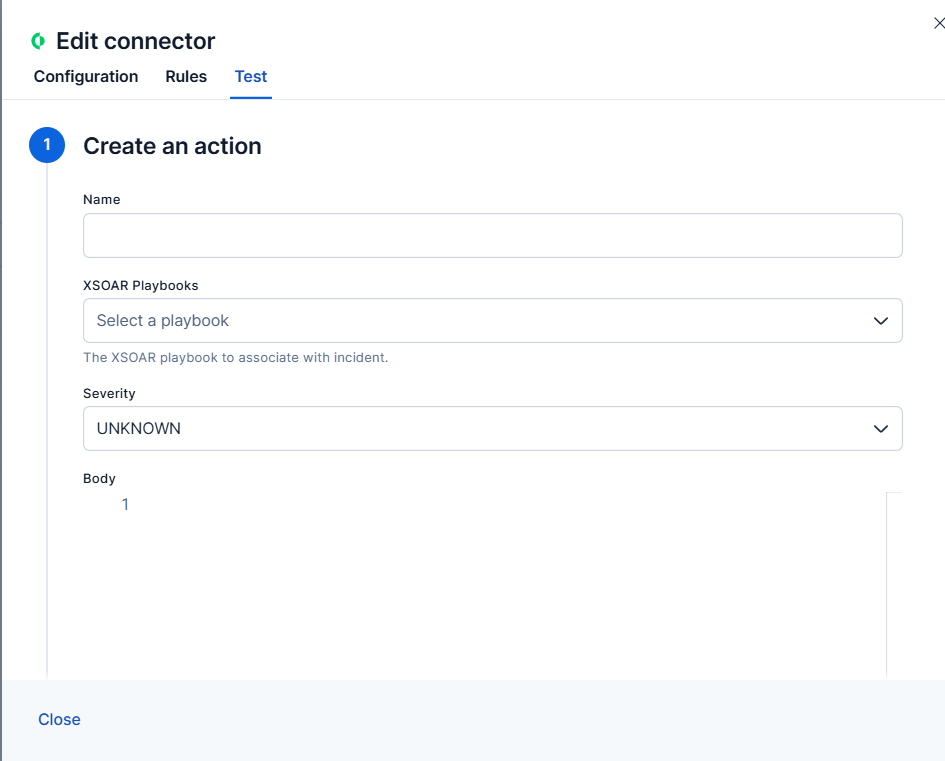 Edit connector
Configuration Rules Test
1 Create an action
Name
XSOAR Playbooks
Select a playbook
The XSOAR playbook to associate with incident.
Severity
UNKNOWN
Body
1
Close